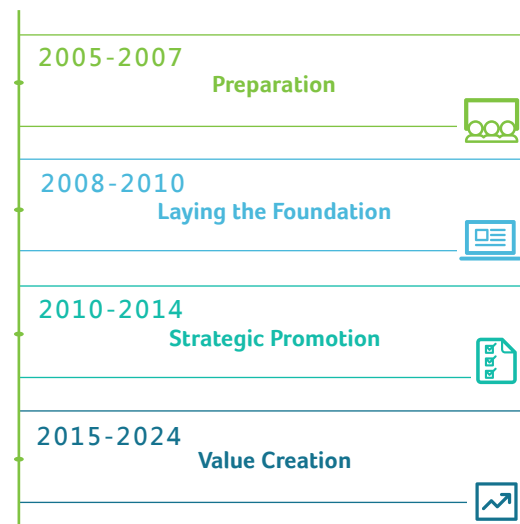 2005-2007
Preparation
2008-2010
Laying the Foundation
2010-2014
Strategic Promotion
2015-2024
Value Creation